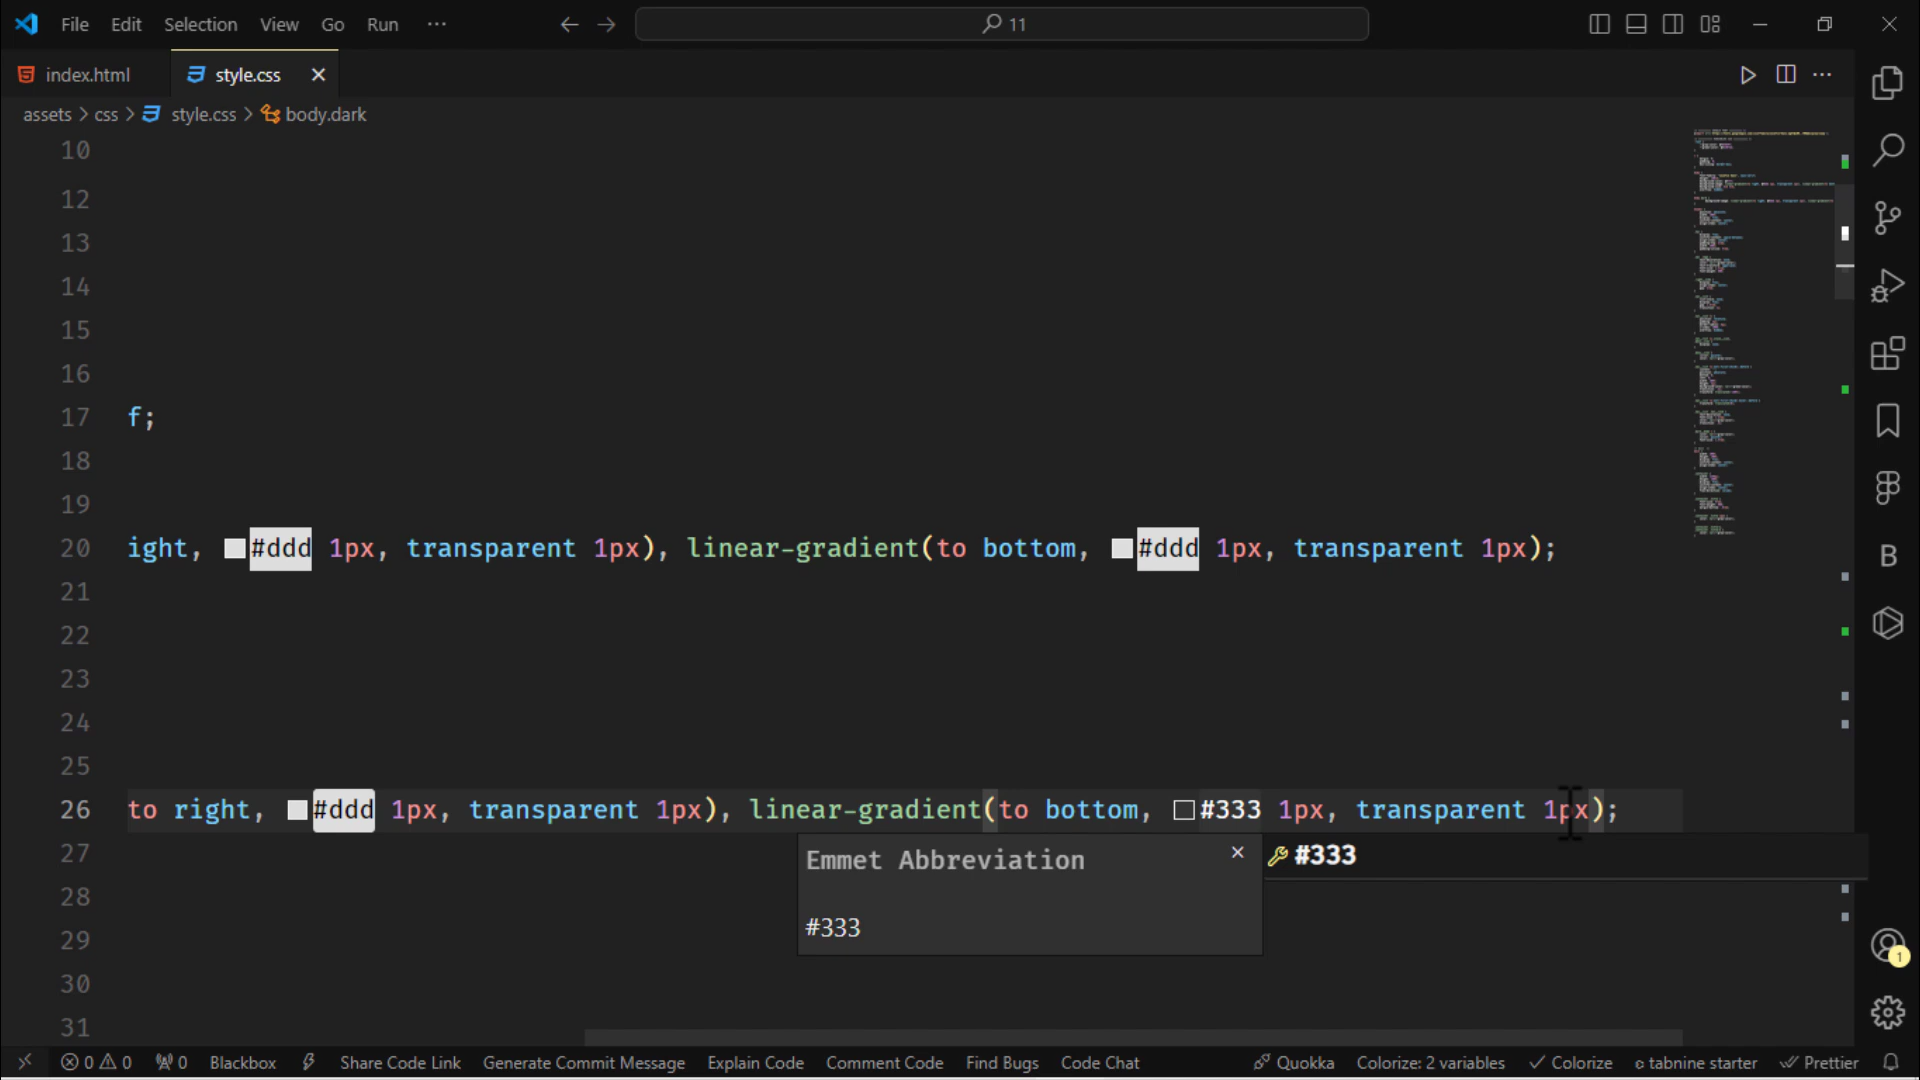 File Edit Selection View Go Run ··· 11
index.html style.css
assets > css > style.css > body.dark
10
12
13
14
15
16
17 f;
18
19
20 ight, #ddd 1px, transparent 1px), linear-gradient(to bottom, #ddd 1px, transparent 1px);
21
22
23
24
25
26 to right, #ddd 1px, transparent 1px), linear-gradient(to bottom, #333 1px, transparent 1px);
27 Emmet Abbreviation #333
28 #333
29
30
31
B
1
0 0 0 Blackbox Share Code Link Generate Commit Message Explain Code Comment Code Find Bugs Code Chat Quokka Colorize: 2 variables Colorize tabnine starter Prettier